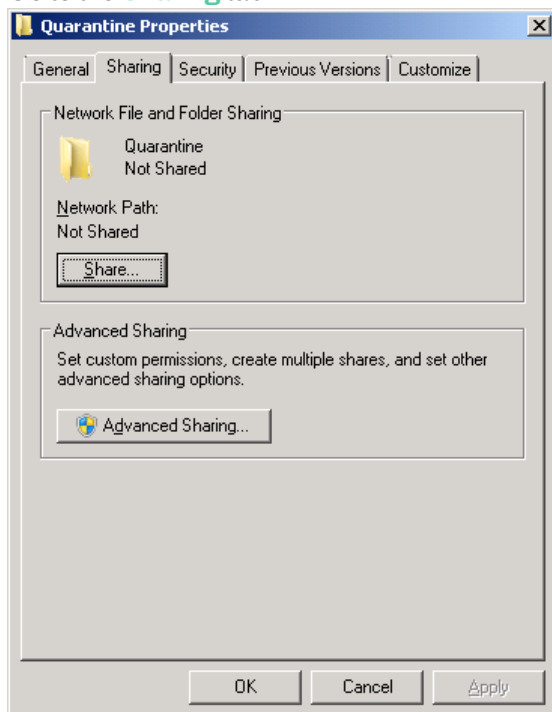 Quarantine Properties
General Sharing Security Previous Versions Customize
Network File and Folder Sharing
Quarantine
Not Shared
Network Path:
Not Shared
Share...
Advanced Sharing
Set custom permissions, create multiple shares, and set other
advanced sharing options.
Advanced Sharing...
OK Cancel Apply